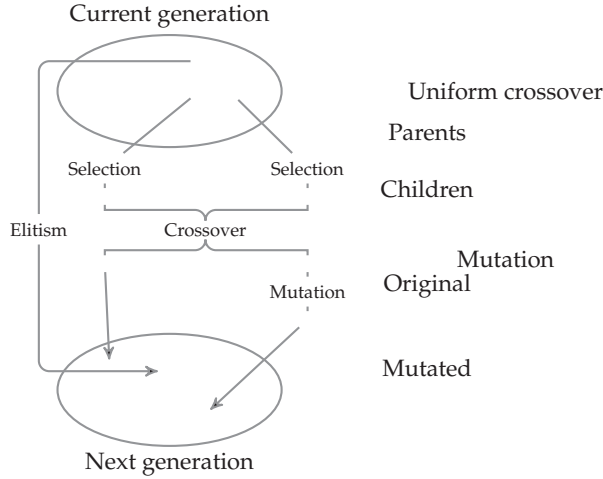 Current generation
Uniform crossover
Parents
Selection
Selection
Children
Elitism
Crossover
Mutation
Original
Mutation
Mutated
Next generation